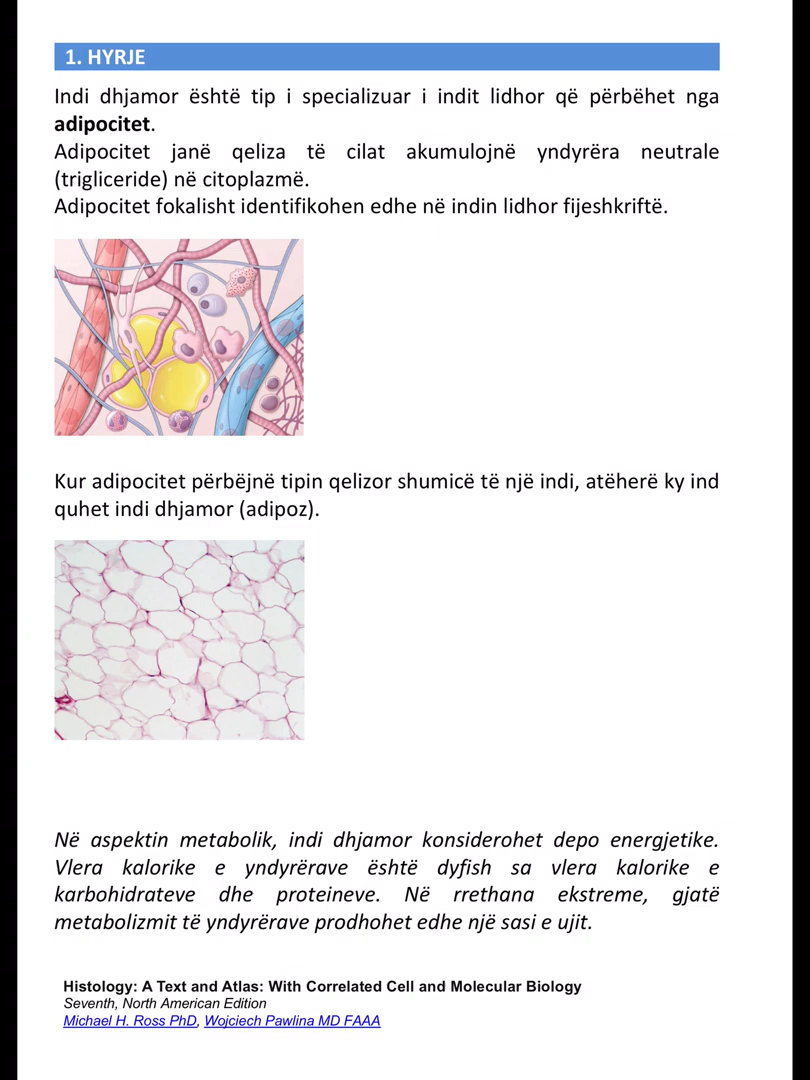 1. HYRJE
Indi dhjamor është tip i specializuar i indit lidhor që përbëhet nga
adipocitet.
Adipocitet janë qeliza të cilat akumulojnë yndyrëra neutrale
(trigliceride) në citoplazmë.
Adipocitet fokalisht identifikohen edhe në indin lidhor fijeshkriftë.
Kur adipocitet përbëjnë tipin qelizor shumicë të një indi, atëherë ky ind
quhet indi dhjamor (adipoz).
Në aspektin metabolik, indi dhjamor konsiderohet depo energjetike.
Vlera kalorike e yndyrërave është dyfish sa vlera kalorike e
karbohidrateve dhe proteineve. Në rrethana ekstreme, gjatë
metabolizmit të yndyrërave prodhohet edhe një sasi e ujit.
Histology: A Text and Atlas: With Correlated Cell and Molecular Biology
Seventh, North American Edition
Michael H. Ross PhD, Wojciech Pawlina MD FAAA